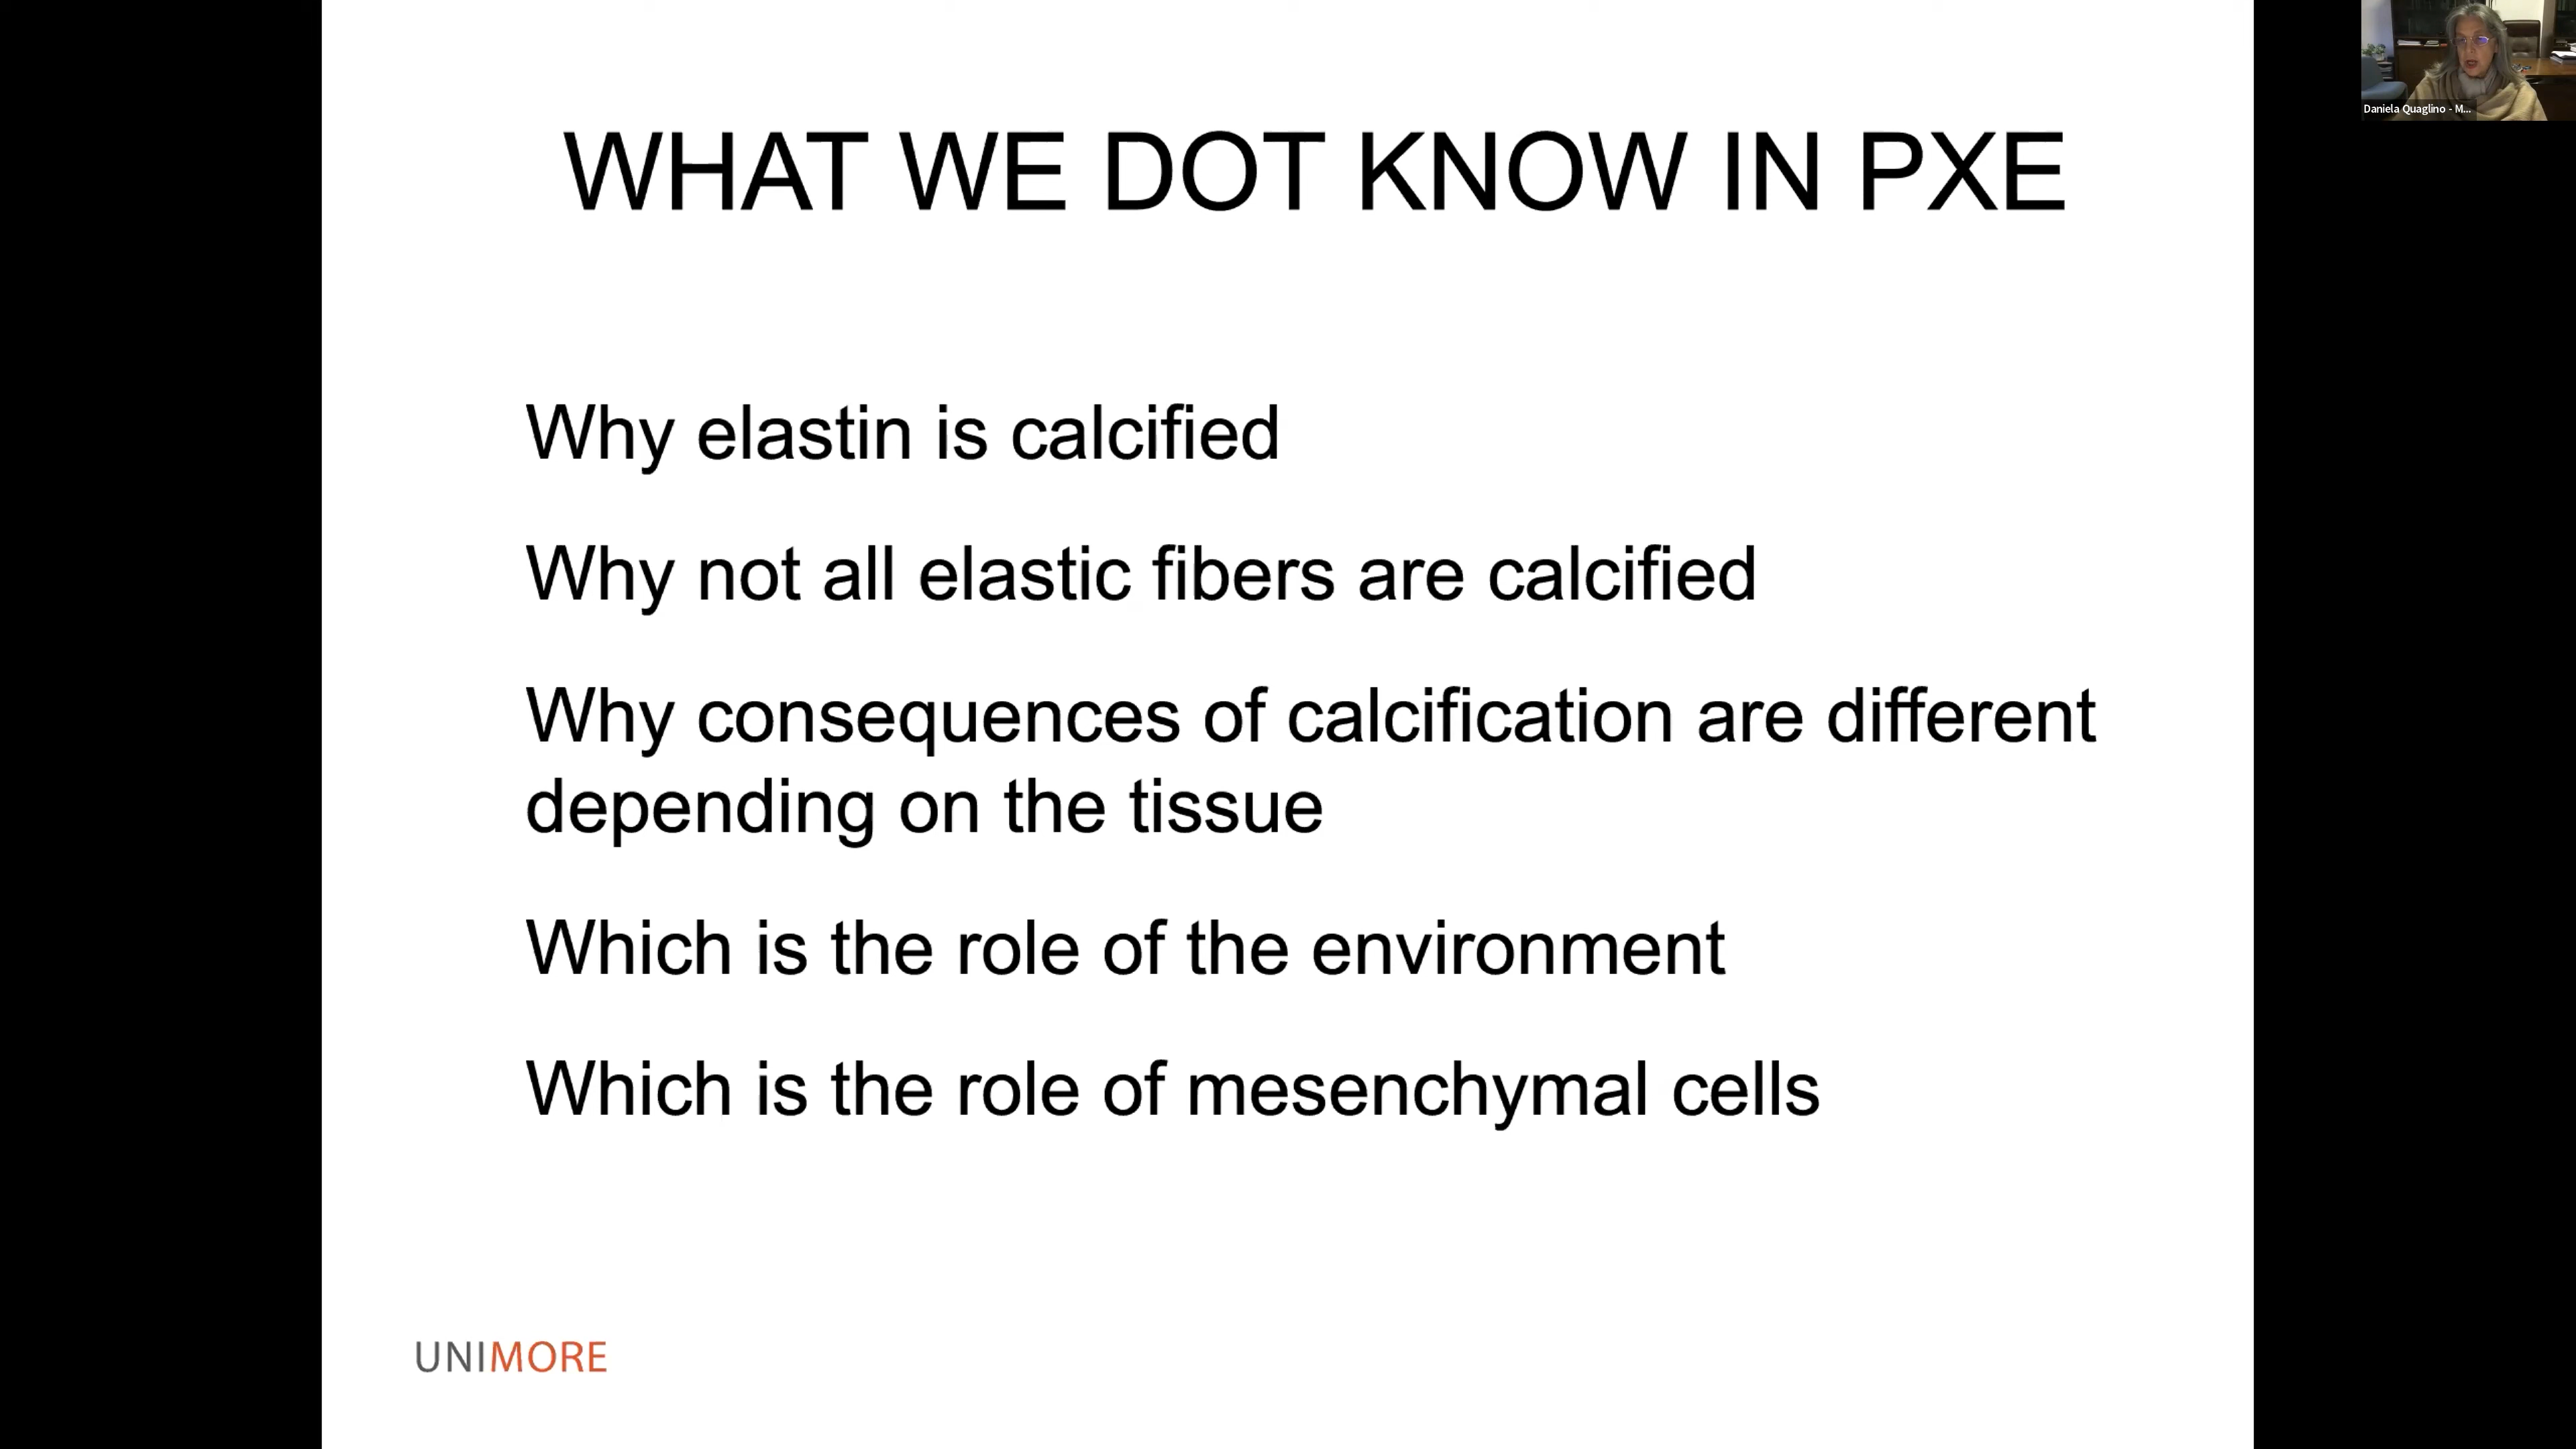 WHAT WE DOT KNOW IN PXE
Daniela Quaglino - M...
Why elastin is calcified
Why not all elastic fibers are calcified
Why consequences of calcification are different
depending on the tissue
Which is the role of the environment
Which is the role of mesenchymal cells
UNIMORE